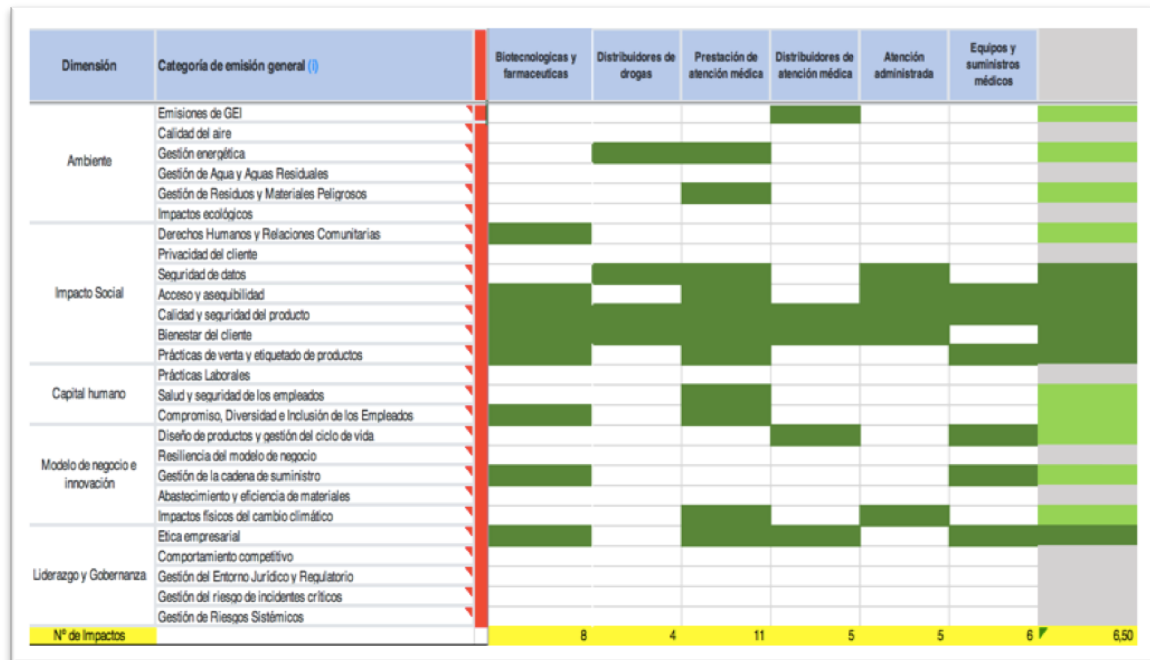 Dimensión
Categoría de emisión general (i)
Biotecnologicas y
farmaceuticas
Distribuidores de
drogas
Prestación de
atención médica
Distribuidores de
atención médica
Atención
administrada
Equipos y
suministros
médicos
Ambiente
Emisiones de GEI
Calidad del aire
Gestión energética
Gestión de Agua y Aguas Residuales
Gestión de Residuos y Materiales Peligrosos
Impactos ecológicos
Impacto Social
Derechos Humanos y Relaciones Comunitarias
Privacidad del cliente
Seguridad de datos
Acceso y asequibilidad
Calidad y seguridad del producto
Bienestar del cliente
Prácticas de venta y etiquetado de productos
Capital humano
Prácticas Laborales
Salud y seguridad de los empleados
Compromiso, Diversidad e Inclusión de los Empleados
Modelo de negocio e
innovación
Diseño de productos y gestión del ciclo de vida
Resiliencia del modelo de negocio
Gestión de la cadena de suministro
Abastecimiento y eficiencia de materiales
Impactos físicos del cambio climático
Liderazgo y Gobernanza
Etica empresarial
Comportamiento competitivo
Gestión del Entorno Jurídico y Regulatorio
Gestión del riesgo de incidentes críticos
Gestión de Riesgos Sistémicos
Nº de Impactos 8 4 11 5 5 6 6,50